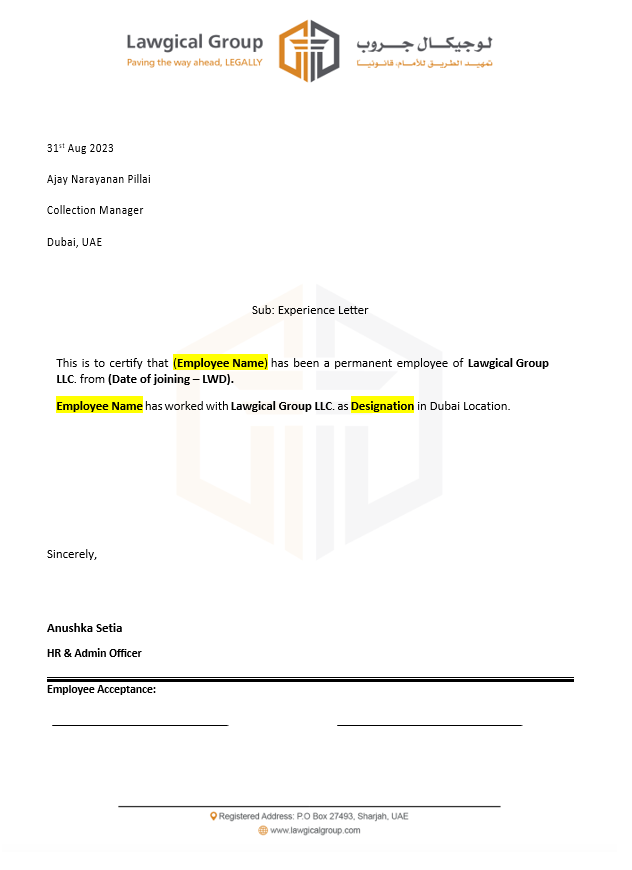 Lawgical Group
Paving the way ahead, LEGALLY
لوجيكال جروب
تمهيد الطريق للأمام، قانونياً
31st Aug 2023
Ajay Narayanan Pillai
Collection Manager
Dubai, UAE
Sub: Experience Letter
This is to certify that (Employee Name) has been a permanent employee of Lawgical Group
LLC. from (Date of joining – LWD).
Employee Name has worked with Lawgical Group LLC. as Designation in Dubai Location.
Sincerely,
Anushka Setia
HR & Admin Officer
Employee Acceptance:
Registered Address: P.O Box 27493, Sharjah, UAE
www.lawgicalgroup.com